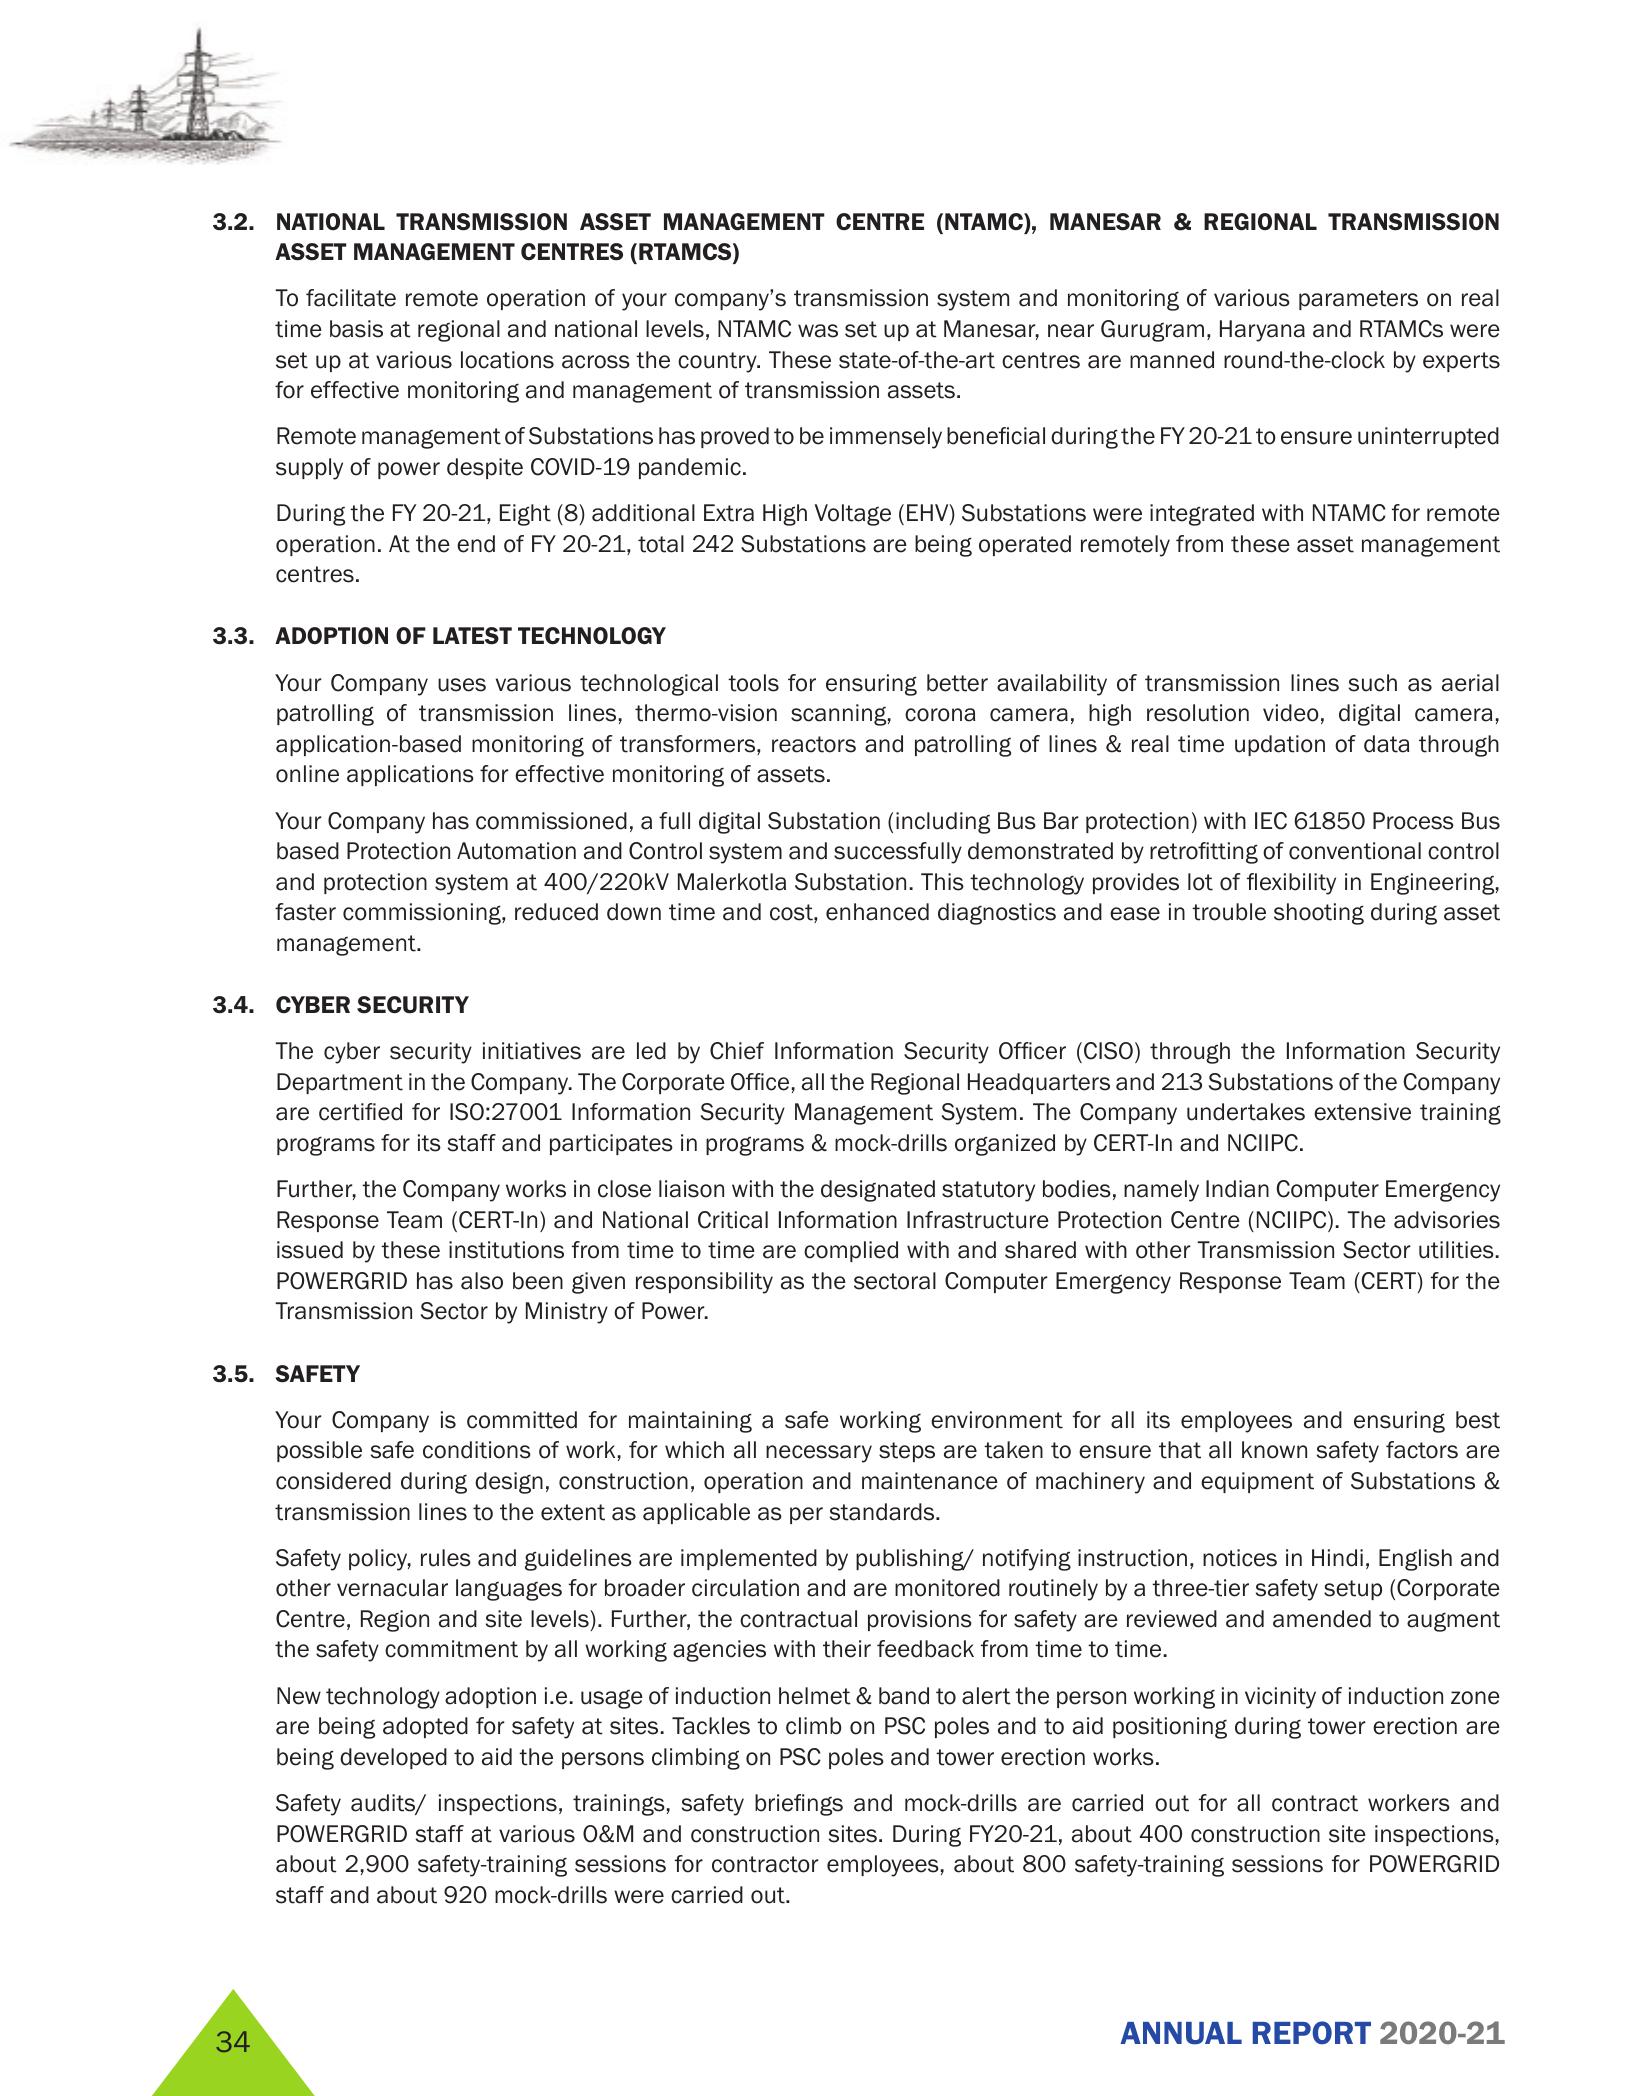 3.2. NATIONAL TRANSMISSION ASSET MANAGEMENT CENTRE (NTAMC), MANESAR & REGIONAL TRANSMISSION
ASSET MANAGEMENT CENTRES (RTAMCS)
To facilitate remote operation of your company's transmission system and monitoring of various parameters on real
time basis at regional and national levels, NTAMC was set up at Manesar, near Gurugram, Haryana and RTAMCs were
set up at various locations across the country. These state-of-the-art centres are manned round-the-clock by experts
for effective monitoring and management of transmission assets.
Remote management of Substations has proved to be immensely beneficial during the FY 20-21 to ensure uninterrupted
supply of power despite COVID-19 pandemic.
During the FY 20-21, Eight (8) additional Extra High Voltage (EHV) Substations were integrated with NTAMC for remote
operation. At the end of FY 20-21, total 242 Substations are being operated remotely from these asset management
centres.
3.3. ADOPTION OF LATEST TECHNOLOGY
Your Company uses various technological tools for ensuring better availability of transmission lines such as aerial
patrolling of transmission lines, thermo-vision scanning, corona camera, high resolution video, digital camera,
application-based monitoring of transformers, reactors and patrolling of lines & real time updation of data through
online applications for effective monitoring of assets.
Your Company has commissioned, a full digital Substation (including Bus Bar protection) with IEC 61850 Process Bus
based Protection Automation and Control system and successfully demonstrated by retrofitting of conventional control
and protection system at 400/220kV Malerkotla Substation. This technology provides lot of flexibility in Engineering,
faster commissioning, reduced down time and cost, enhanced diagnostics and ease in trouble shooting during asset
management.
3.4. CYBER SECURITY
The cyber security initiatives are led by Chief Information Security Officer (CISO) through the Information Security
Department in the Company. The Corporate Office, all the Regional Headquarters and 213 Substations of the Company
are certified for ISO:27001 Information Security Management System. The Company undertakes extensive training
programs for its staff and participates in programs & mock-drills organized by CERT-In and NCIIPC.
Further, the Company works in close liaison with the designated statutory bodies, namely Indian Computer Emergency
Response Team (CERT-In) and National Critical Information Infrastructure Protection Centre (NCIIPC). The advisories
issued by these institutions from time to time are complied with and shared with other Transmission Sector utilities.
POWERGRID has also been given responsibility as the sectoral Computer Emergency Response Team (CERT) for the
Transmission Sector by Ministry of Power.
3.5. SAFETY
Your Company is committed for maintaining a safe working environment for all its employees and ensuring best
possible safe conditions of work, for which all necessary steps are taken to ensure that all known safety factors are
considered during design, construction, operation and maintenance of machinery and equipment of Substations &
transmission lines to the extent as applicable as per standards.
Safety policy, rules and guidelines are implemented by publishing/ notifying instruction, notices in Hindi, English and
other vernacular languages for broader circulation and are monitored routinely by a three-tier safety setup (Corporate
Centre, Region and site levels). Further, the contractual provisions for safety are reviewed and amended to augment
the safety commitment by all working agencies with their feedback from time to time.
New technology adoption i.e. usage of induction helmet & band to alert the person working in vicinity of induction zone
are being adopted for safety at sites. Tackles to climb on PSC poles and to aid positioning during tower erection are
being developed to aid the persons climbing on PSC poles and tower erection works.
Safety audits/ inspections, trainings, safety briefings and mock-drills are carried out for all contract workers and
POWERGRID staff at various O&M and construction sites. During FY20-21, about 400 construction site inspections,
about 2,900 safety-training sessions for contractor employees, about 800 safety-training sessions for POWERGRID
staff and about 920 mock-drills were carried out.
34
ANNUAL REPORT 2020-21